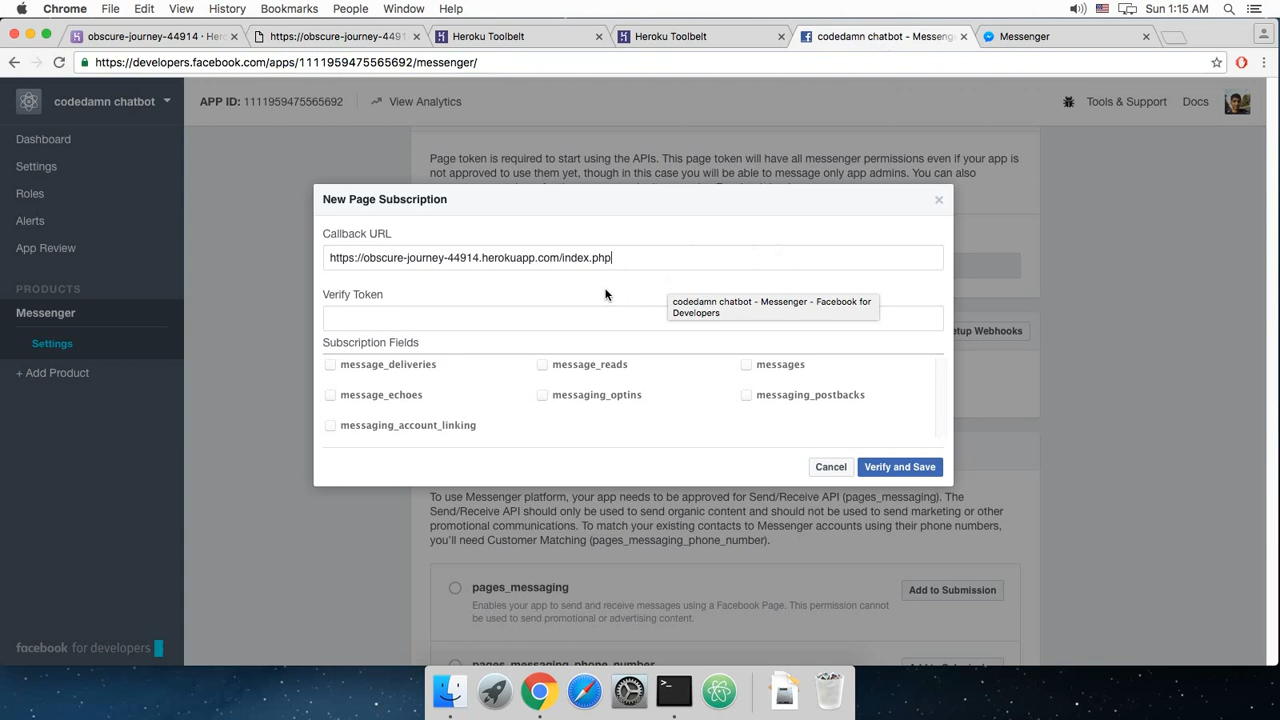 Chrome File Edit View History Bookmarks People Window Help Sun 1:15 AM
obscure-journey-44914 · Her
https://obscure-journey-4491
Heroku Toolbelt
Heroku Toolbelt
codedamn chatbot - Messeng
Messenger
https://developers.facebook.com/apps/1111959475565692/messenger/
codedamn chatbot
APP ID: 1111959475565692
View Analytics
Tools & Support
Docs
Dashboard
Settings
Roles
Alerts
App Review
PRODUCTS
Messenger
Settings
+ Add Product
facebook for developers
Page token is required to start using the APIs. This page token will have all messenger permissions even if your app is
not approved to use them yet, though in this case you will be able to message only app admins. You can also
New Page Subscription
Callback URL
https://obscure-journey-44914.herokuapp.com/index.php
Verify Token
codedamn chatbot - Messenger - Facebook for
Developers
etup Webhooks
Subscription Fields
message_deliveries message_reads messages
message_echoes messaging_optins messaging_postbacks
messaging_account_linking
Cancel Verify and Save
To use Messenger platform, your app needs to be approved for Send/Receive API (pages_messaging). The
Send/Receive API should only be used to send organic content and should not be used to send marketing or other
promotional communications. To match your existing contacts to Messenger accounts using their phone numbers,
you'll need Customer Matching (pages_messaging_phone_number).
pages_messaging
Add to Submission
Enables your app to send and receive messages using a Facebook Page. This permission cannot
be used to send promotional or advertising content.
pages_messaging_phone_number